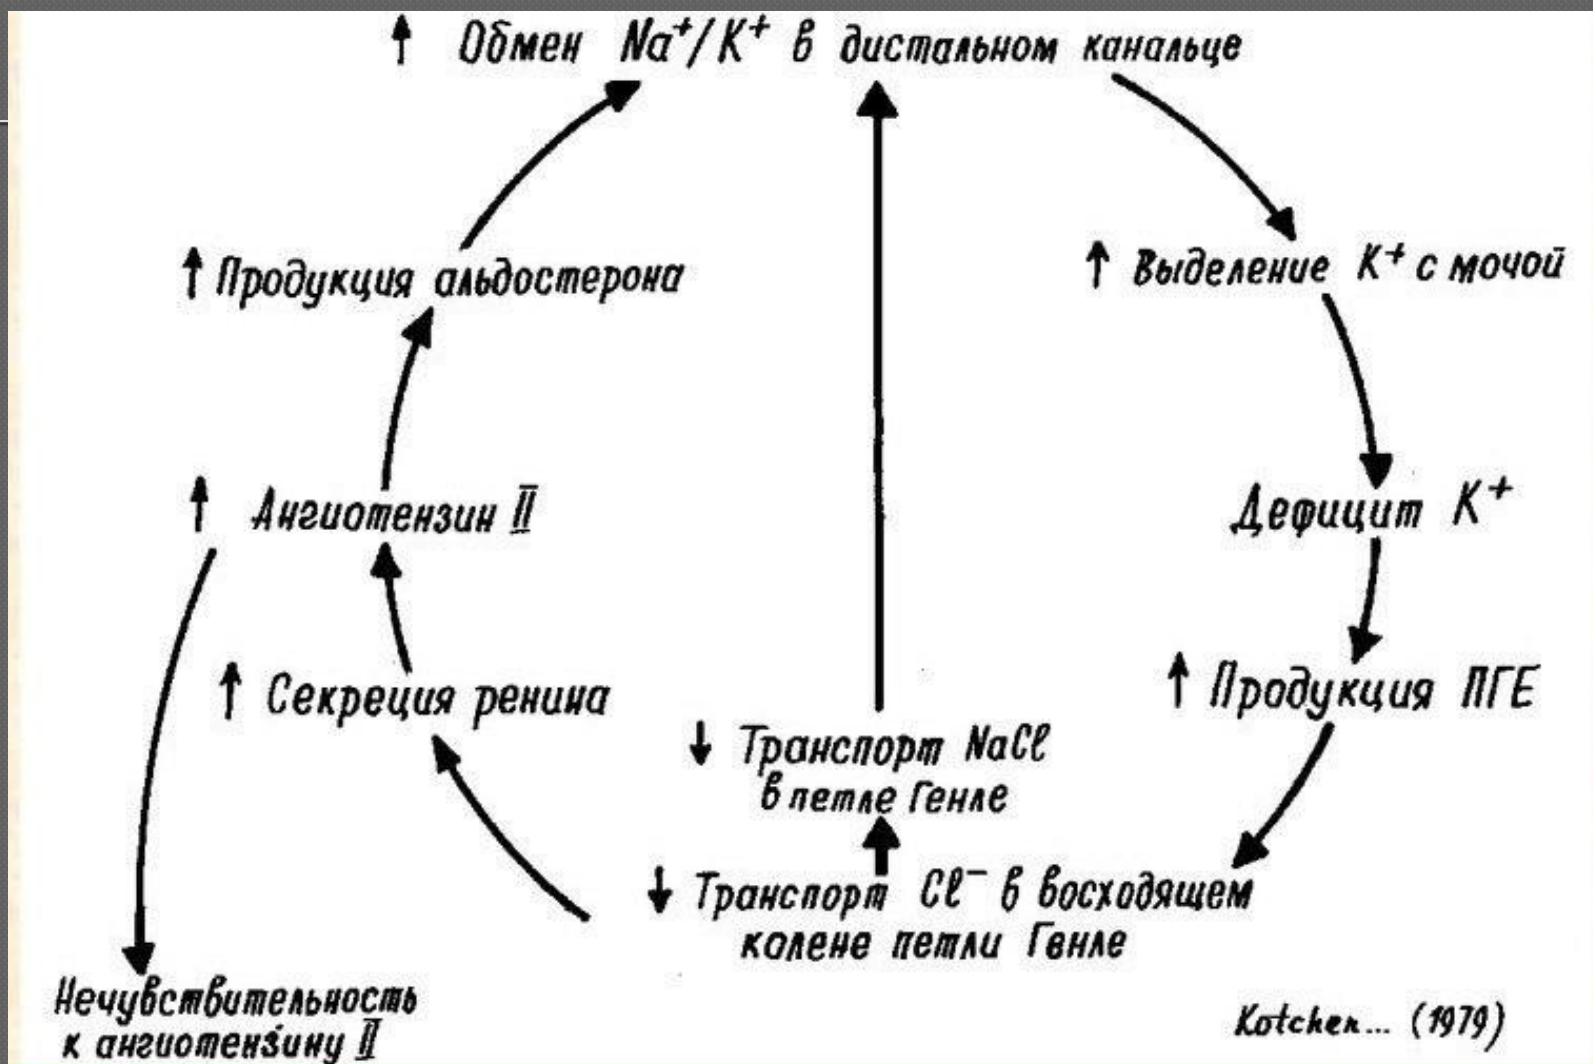 ↑ Обмен Na⁺/K⁺ в дистальном канальце
↑ Продукция альдостерона
↑ Выделение K⁺ с мочой
↑ Ангиотензин II
Дефицит K⁺
↑ Секреция ренина
↑ Продукция ПГЕ
↓ Транспорт NaCl
в петле Генле
↓ Транспорт Cl⁻ в восходящем
колене петли Генле
Нечувствительность
к ангиотензину II
Kotchen... (1979)